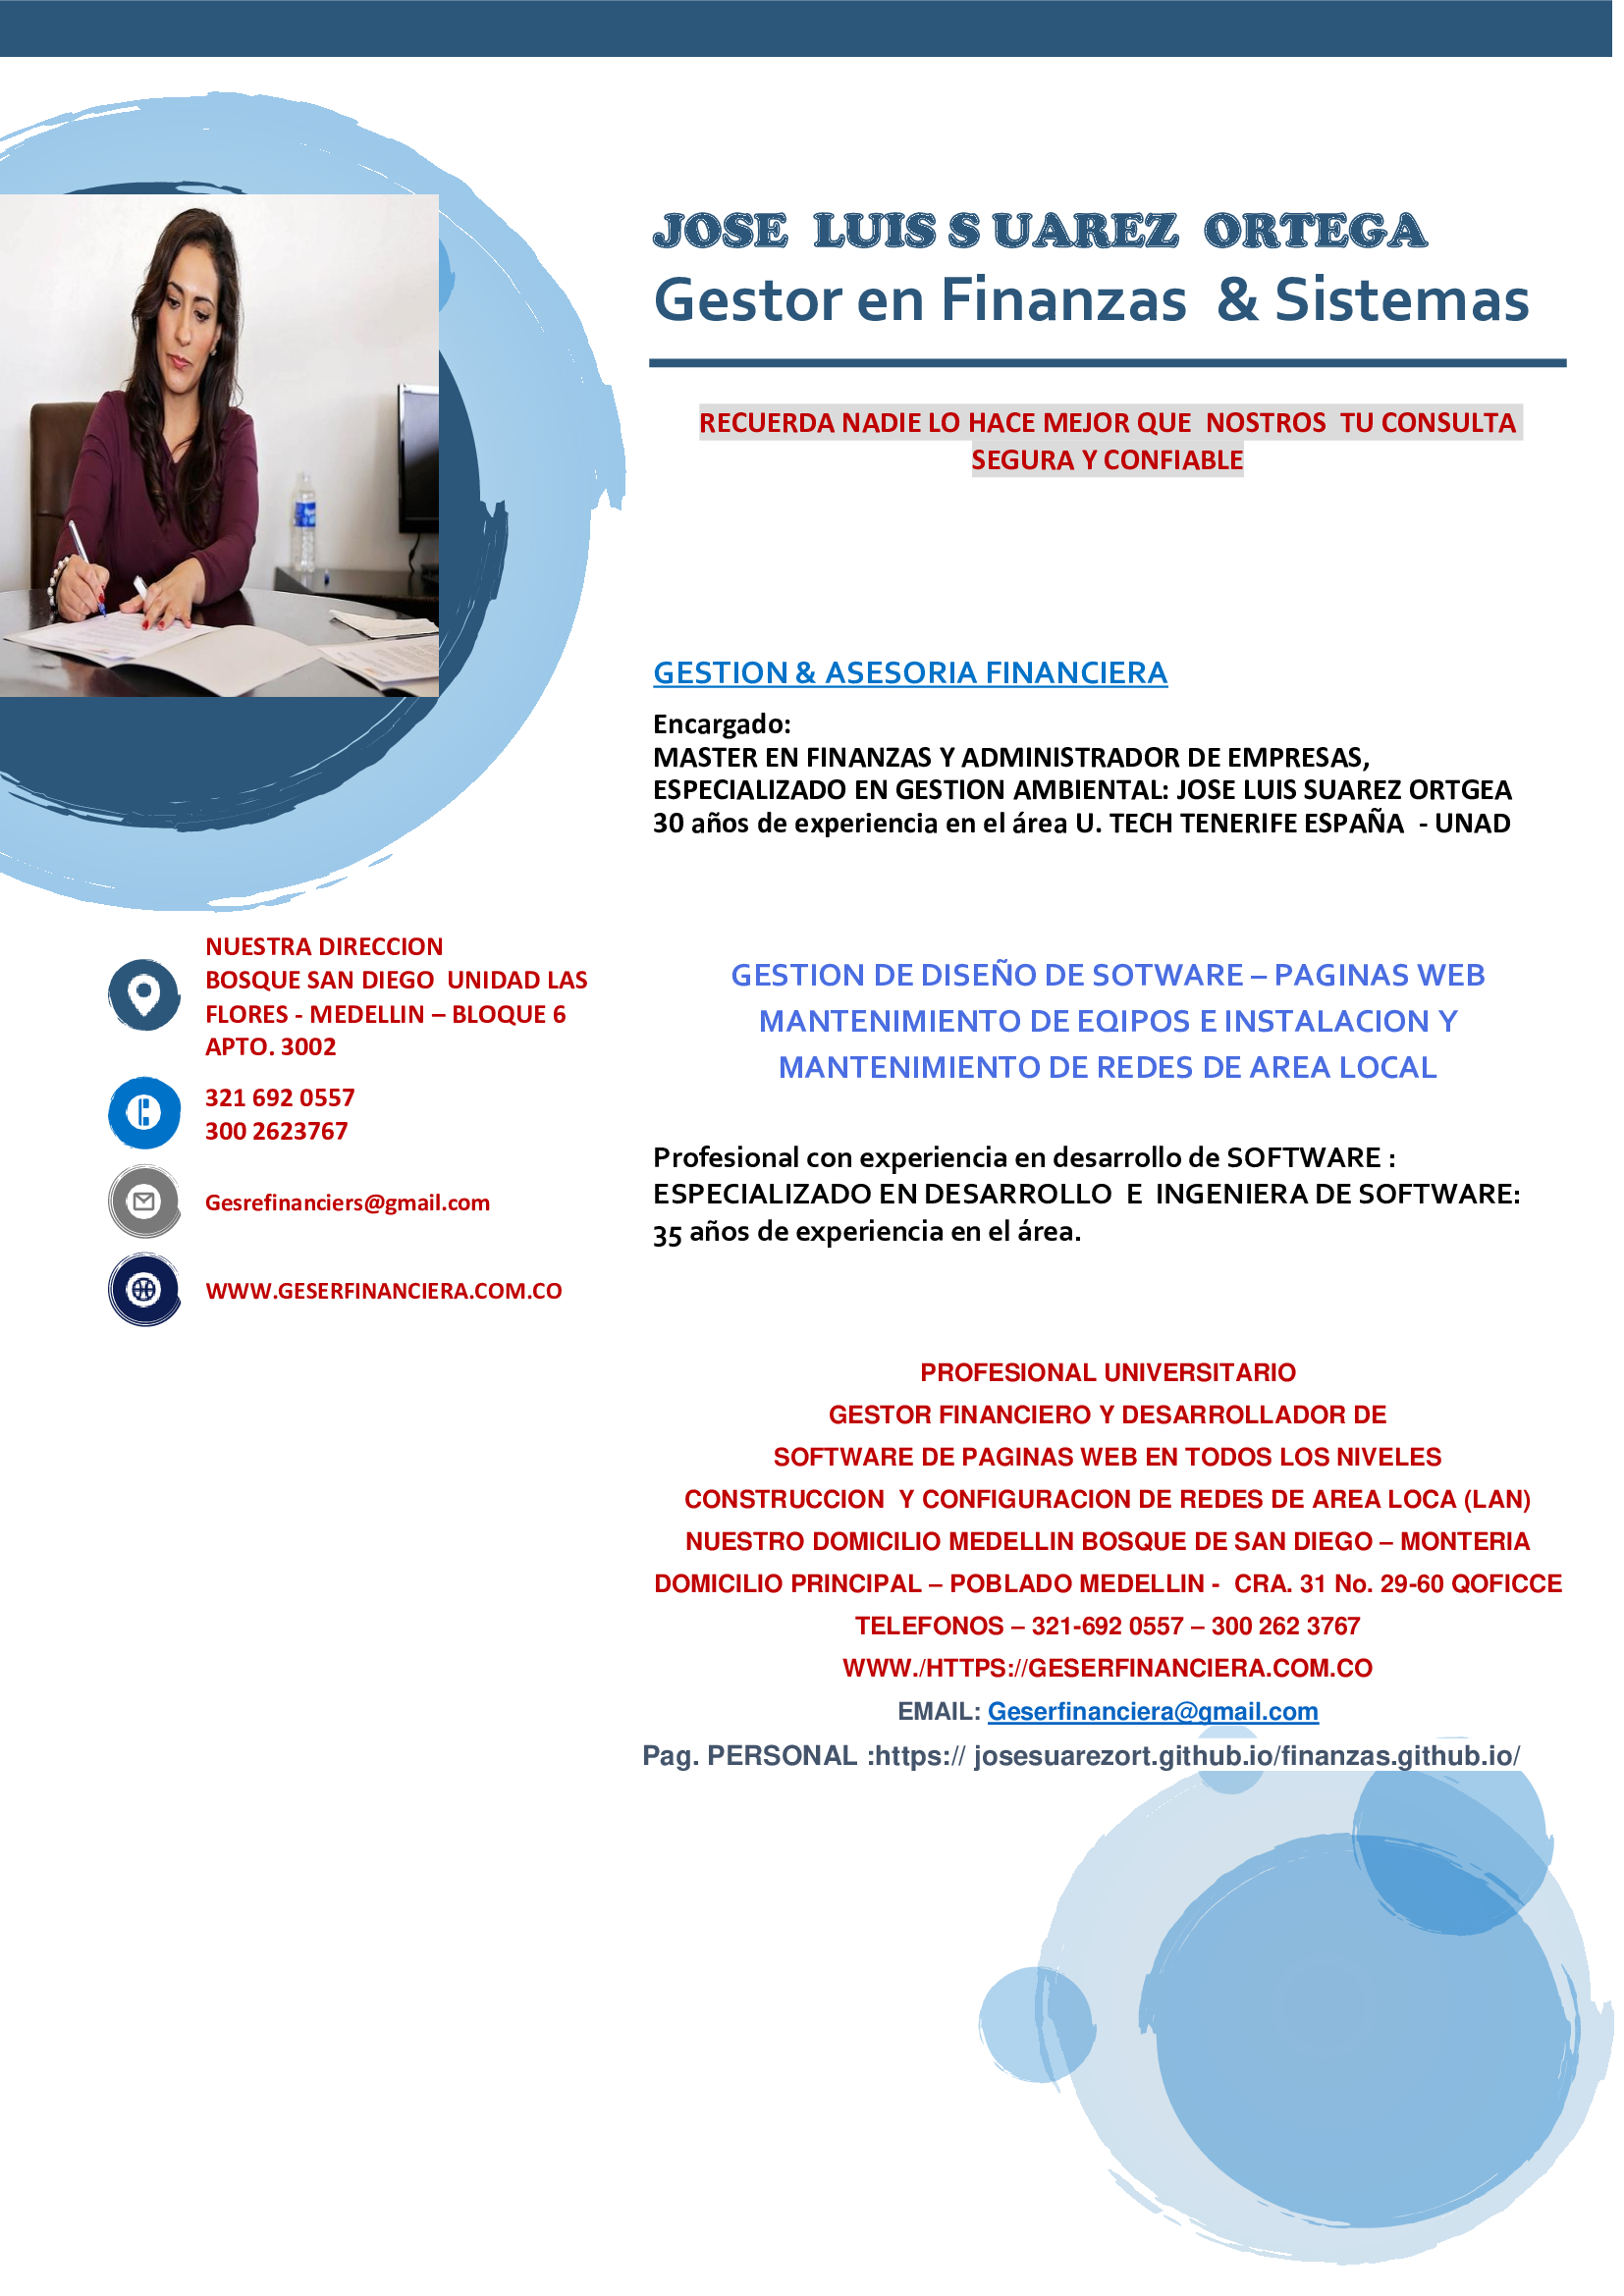 JOSE LUIS S UAREZ ORTEGA
Gestor en Finanzas & Sistemas
RECUERDA NADIE LO HACE MEJOR QUE NOSTROS TU CONSULTA
SEGURA Y CONFIABLE
GESTION & ASESORIA FINANCIERA
Encargado:
MASTER EN FINANZAS Y ADMINISTRADOR DE EMPRESAS,
ESPECIALIZADO EN GESTION AMBIENTAL: JOSE LUIS SUAREZ ORTGEA
30 años de experiencia en el área U. TECH TENERIFE ESPAÑA - UNAD
NUESTRA DIRECCION
BOSQUE SAN DIEGO UNIDAD LAS
FLORES - MEDELLIN – BLOQUE 6
APTO. 3002
321 692 0557
300 2623767
Gesrefinanciers@gmail.com
WWW.GESERFINANCIERA.COM.CO
GESTION DE DISEÑO DE SOTWARE – PAGINAS WEB
MANTENIMIENTO DE EQIPOS E INSTALACION Y
MANTENIMIENTO DE REDES DE AREA LOCAL
Profesional con experiencia en desarrollo de SOFTWARE :
ESPECIALIZADO EN DESARROLLO E INGENIERA DE SOFTWARE:
35 años de experiencia en el área.
PROFESIONAL UNIVERSITARIO
GESTOR FINANCIERO Y DESARROLLADOR DE
SOFTWARE DE PAGINAS WEB EN TODOS LOS NIVELES
CONSTRUCCION Y CONFIGURACION DE REDES DE AREA LOCA (LAN)
NUESTRO DOMICILIO MEDELLIN BOSQUE DE SAN DIEGO – MONTERIA
DOMICILIO PRINCIPAL – POBLADO MEDELLIN - CRA. 31 No. 29-60 QOFICCE
TELEFONOS – 321-692 0557 – 300 262 3767
WWW./HTTPS://GESERFINANCIERA.COM.CO
EMAIL: Geserfinanciera@gmail.com
Pag. PERSONAL :https:// josesuarezort.github.io/finanzas.github.io/